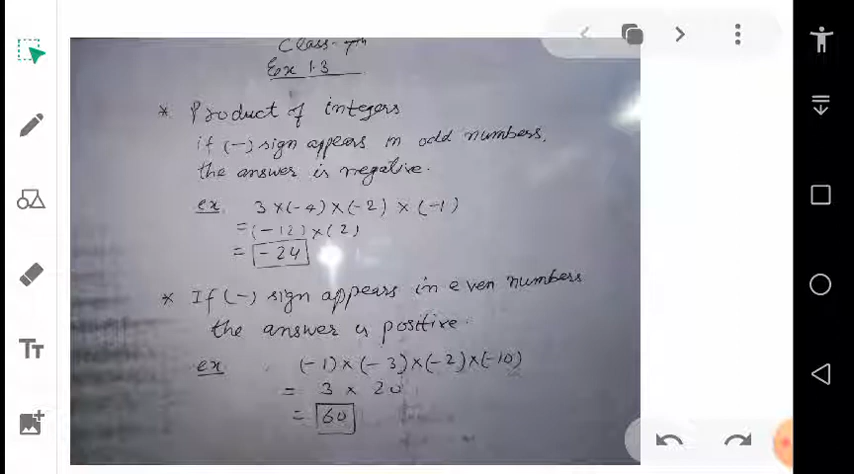 Class-
Ex 1.3
* Product of integers
if (-) sign appears in odd numbers,
the answer is negative.
ex 3 x (-4) x (-2) x (-1)
= (-12) x (2)
= -24
* If (-) sign appears in even numbers
the answer is positive.
ex (-1) x (-3) x (-2) x (-10)
= 3 x 20
= 60
Tт